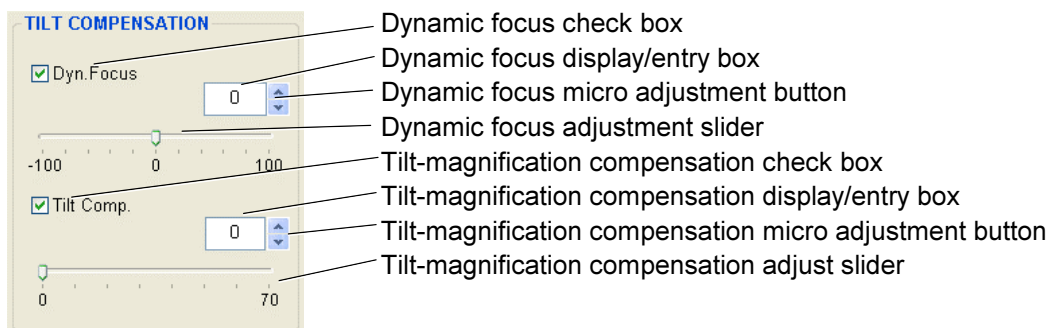 TILT COMPENSATION
Dynamic focus check box
Dyn.Focus
Dynamic focus display/entry box
0
Dynamic focus micro adjustment button
Dynamic focus adjustment slider
-100 0 100
Tilt-magnification compensation check box
Tilt Comp.
Tilt-magnification compensation display/entry box
0
Tilt-magnification compensation micro adjustment button
Tilt-magnification compensation adjust slider
0 70